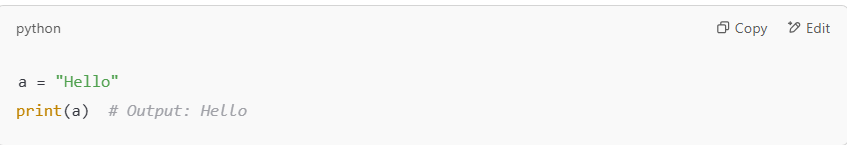 python Copy Edit
a = "Hello"
print(a)  # Output: Hello